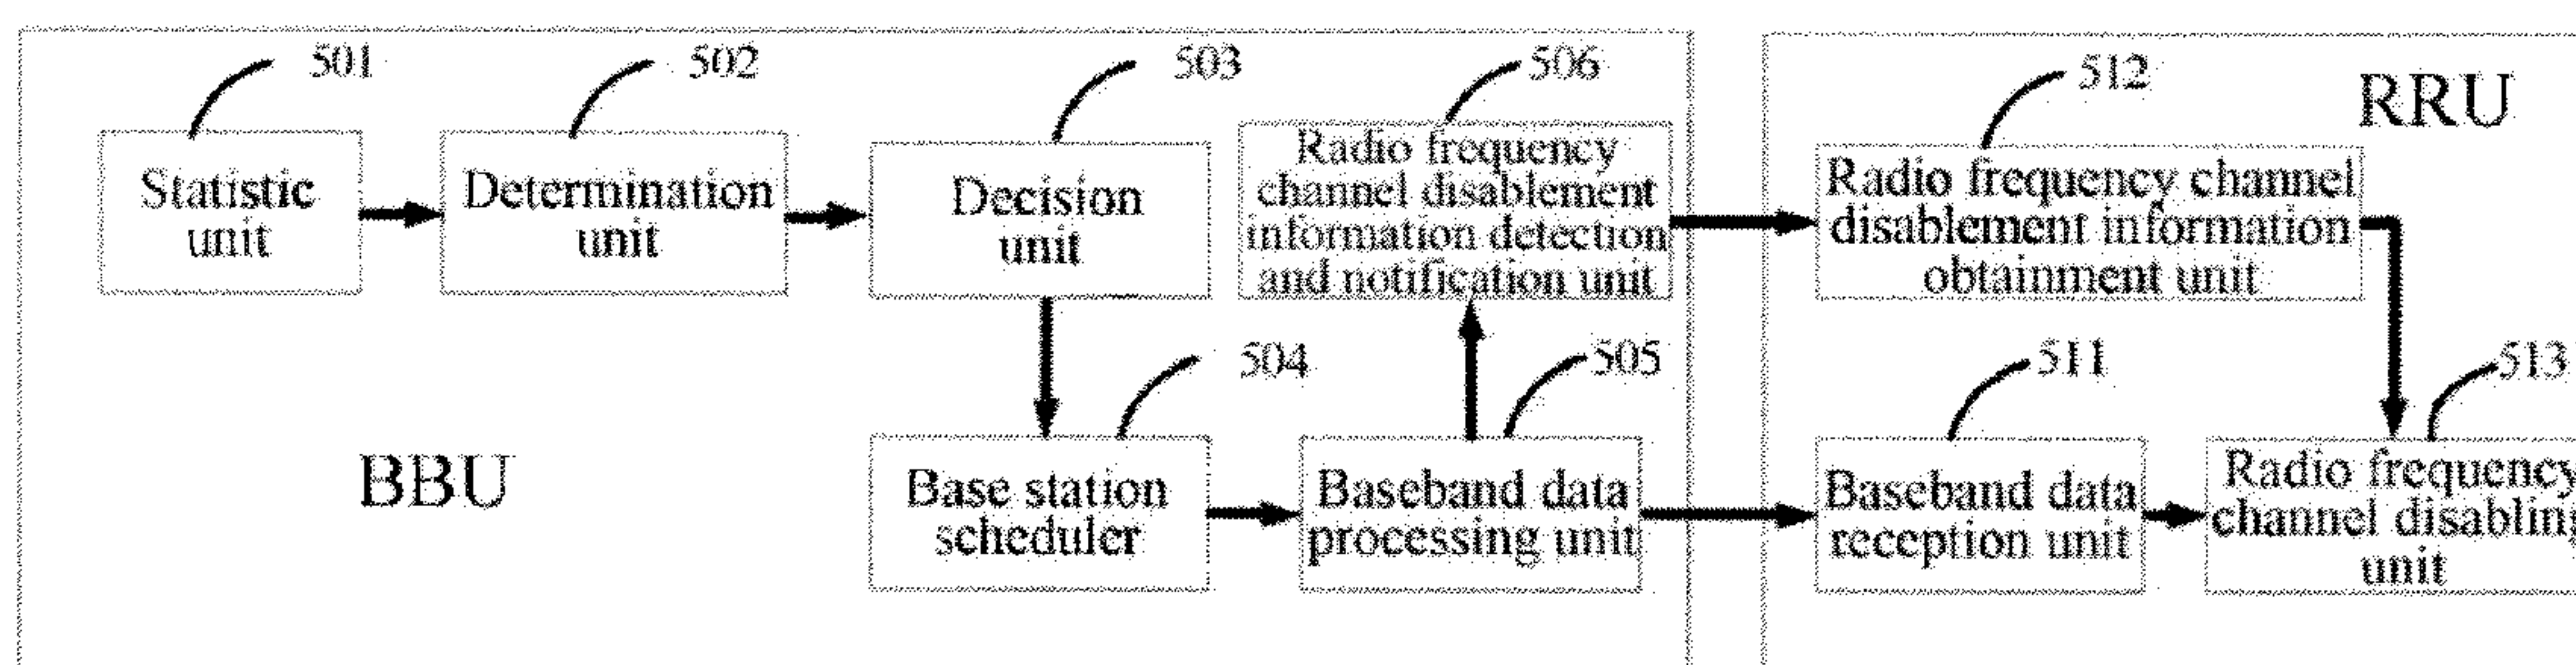 501
502
503
506
512
RRU
Statistic
unit
Determination
unit
Decision
unit
Radio frequency
channel disablement
information detection
and notification unit
Radio frequency channel
disablement information
obtainment unit
504
505
511
513
BBU
Base station
scheduler
Baseband data
processing unit
Baseband data
reception unit
Radio frequency
channel disabling
unit